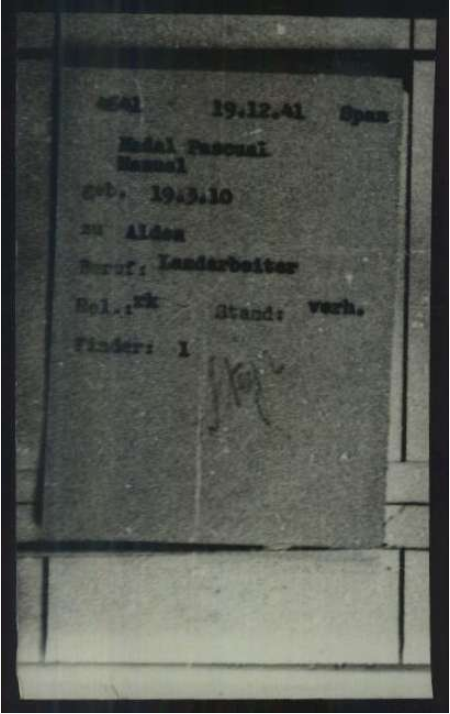 4641 19.12.41 Span
Nadal Pascual
Manuel
geb. 19.3.10
zu Aldea
Beruf: Landarbeiter
Rel.: rk Stand: verh.
Kinder: 1